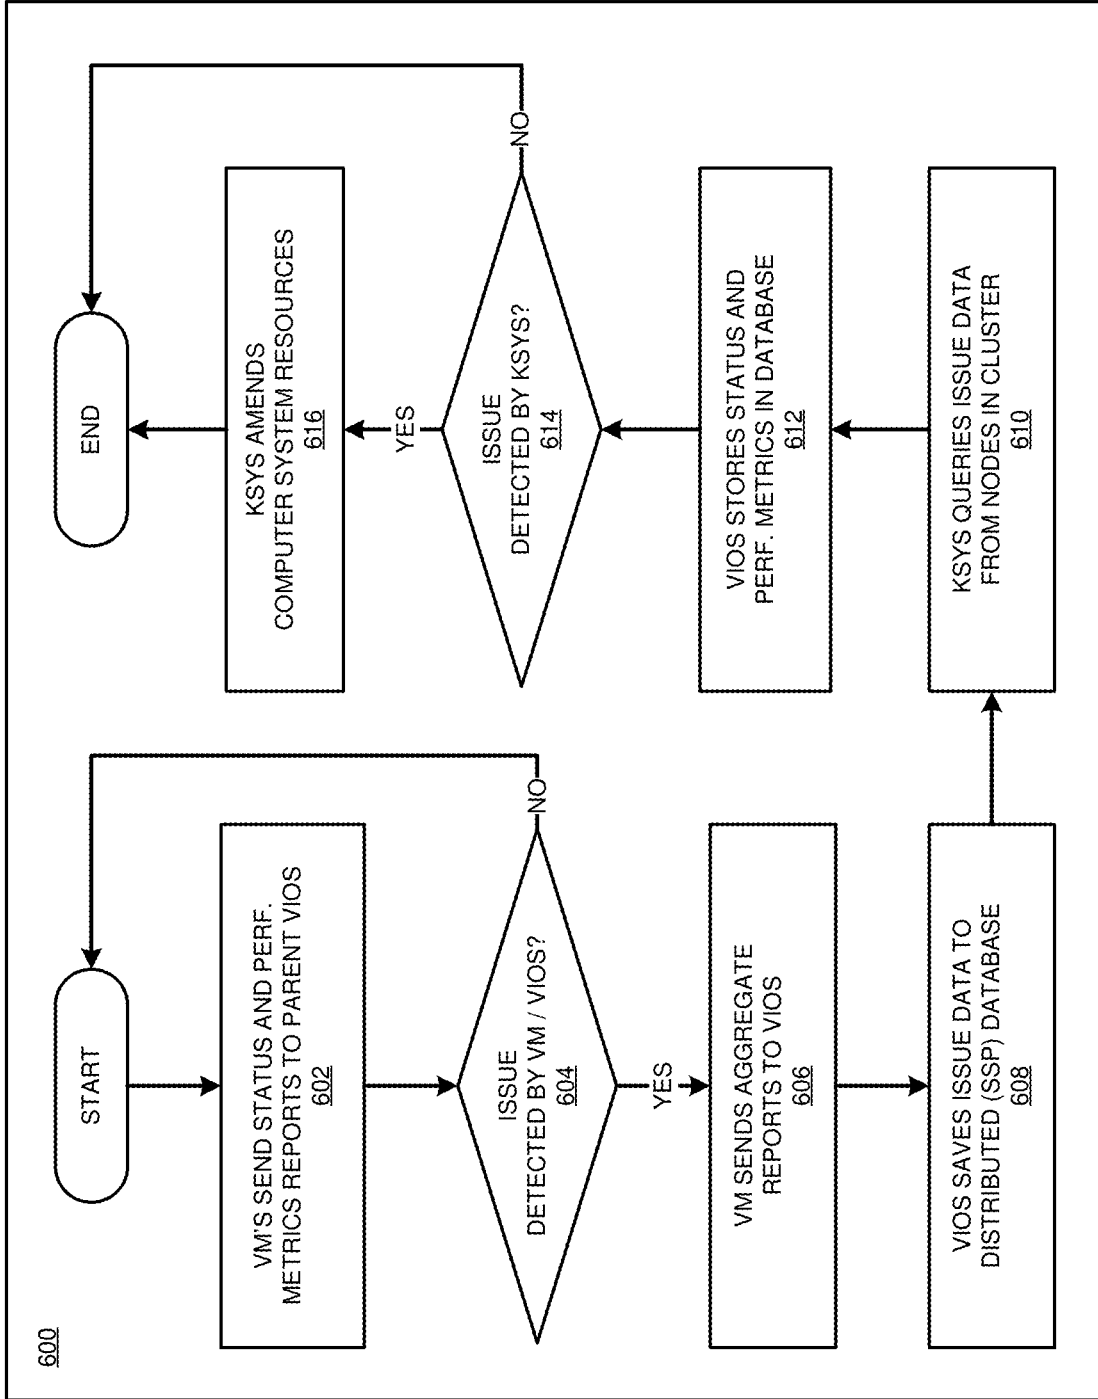 600
START
VM'S SEND STATUS AND PERF.
METRICS REPORTS TO PARENT VIOS
602
ISSUE
DETECTED BY VM / VIOS?
604
NO
YES
VM SENDS AGGREGATE
REPORTS TO VIOS
606
VIOS SAVES ISSUE DATA TO
DISTRIBUTED (SSP) DATABASE
608
KSYS QUERIES ISSUE DATA
FROM NODES IN CLUSTER
610
VIOS STORES STATUS AND
PERF. METRICS IN DATABASE
612
ISSUE
DETECTED BY KSYS?
614
NO
YES
KSYS AMENDS
COMPUTER SYSTEM RESOURCES
616
END